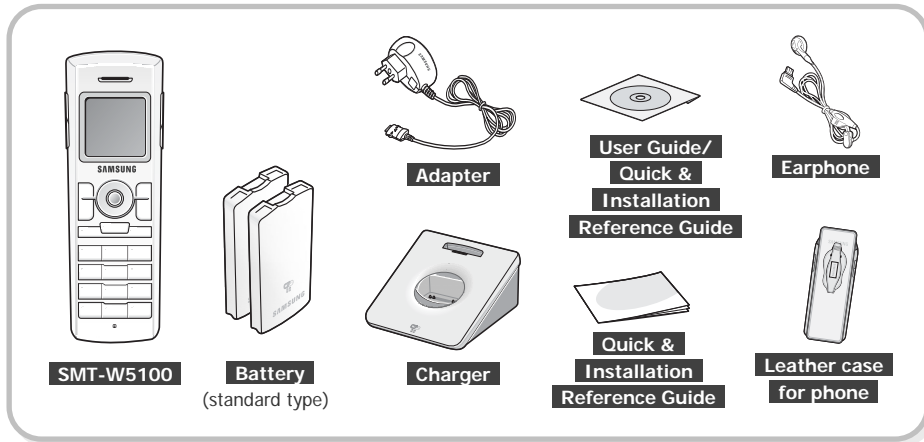 SAMSUNG
SMT-W5100
SAMSUNG
Battery
(standard type)
Adapter
Charger
User Guide/
Quick &
Installation
Reference Guide
Quick &
Installation
Reference Guide
Earphone
Leather case
for phone